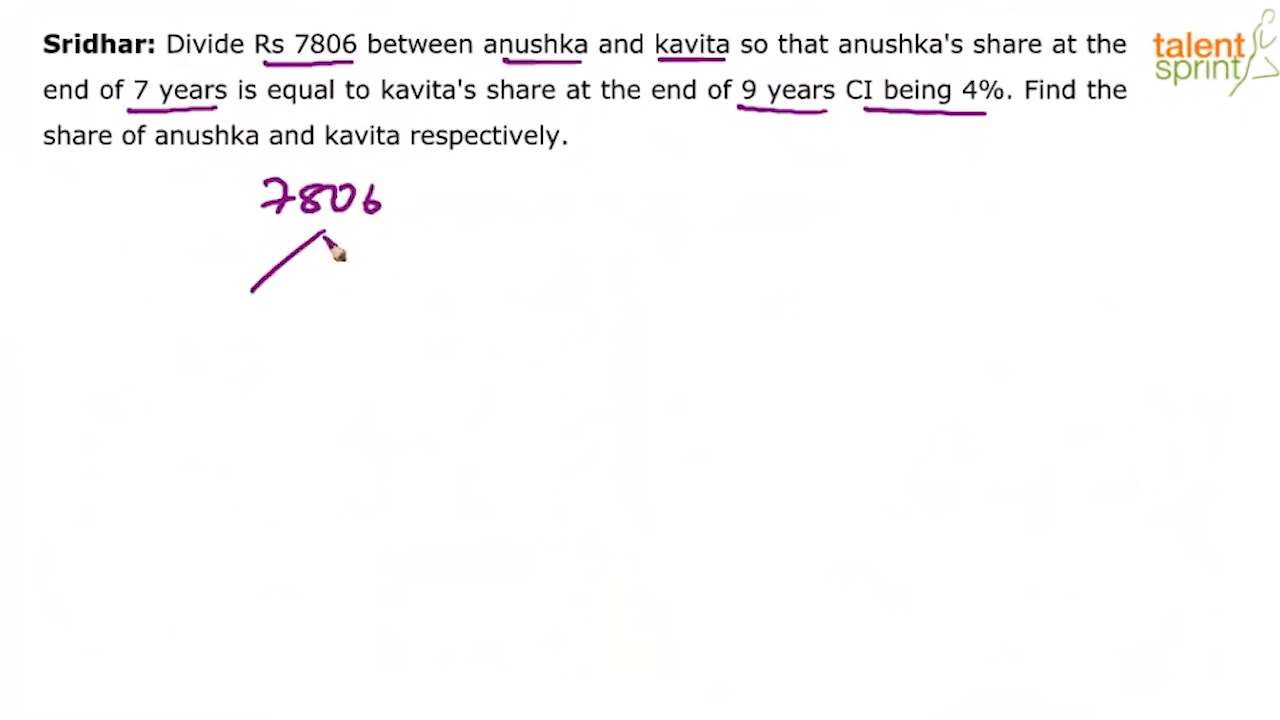 Sridhar: Divide Rs 7806 between anushka and kavita so that anushka's share at the
end of 7 years is equal to kavita's share at the end of 9 years CI being 4%. Find the
share of anushka and kavita respectively.
talent
sprint
7806